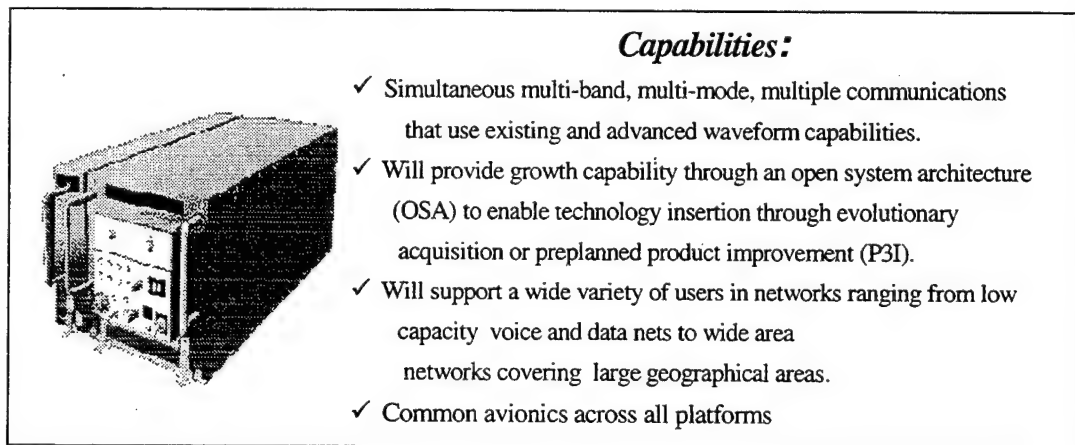 Capabilities:
✓ Simultaneous multi-band, multi-mode, multiple communications
that use existing and advanced waveform capabilities.
✓ Will provide growth capability through an open system architecture
(OSA) to enable technology insertion through evolutionary
acquisition or preplanned product improvement (P3I).
✓ Will support a wide variety of users in networks ranging from low
capacity voice and data nets to wide area
networks covering large geographical areas.
✓ Common avionics across all platforms